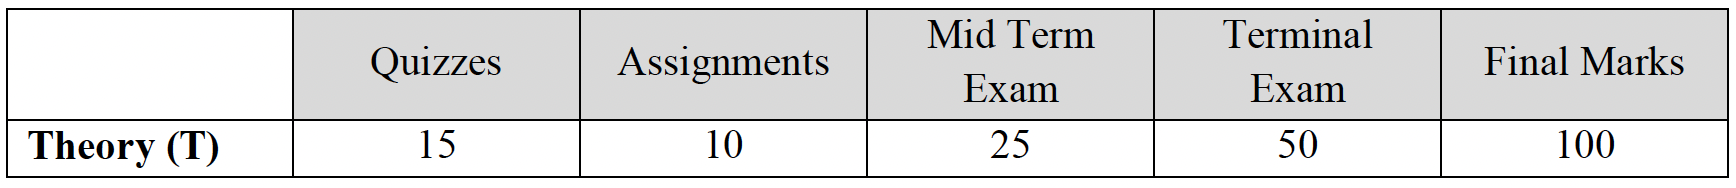 Quizzes Assignments Mid Term Exam Terminal Exam Final Marks
Theory (T) 15 10 25 50 100